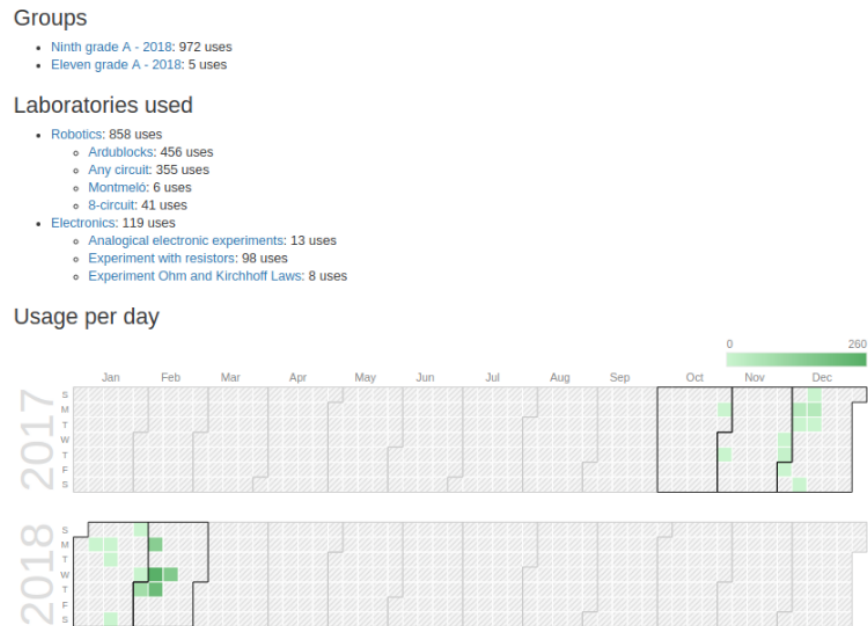 Groups
Ninth grade A - 2018: 972 uses
Eleven grade A - 2018: 5 uses
Laboratories used
Robotics: 858 uses
Ardublocks: 456 uses
Any circuit: 355 uses
Montmeló: 6 uses
8-circuit: 41 uses
Electronics: 119 uses
Analogical electronic experiments: 13 uses
Experiment with resistors: 98 uses
Experiment Ohm and Kirchhoff Laws: 8 uses
Usage per day
0 260
Jan Feb Mar Apr May Jun Jul Aug Sep Oct Nov Dec
2017
S
M
T
W
T
F
S
2018
S
M
T
W
T
F
S